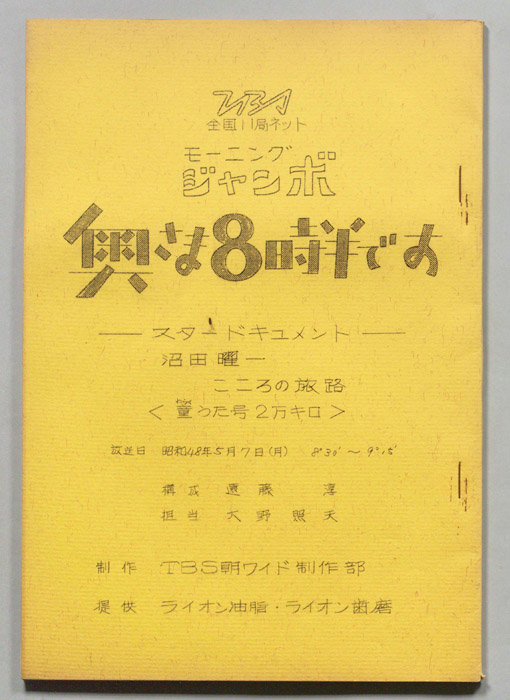 TBS
全国11局ネット
モーニング
ジャンボ
奥さま8時半です
スタードキュメント
沼田曜一
こころの旅路
＜童うた号2万キロ＞
放送日 昭和48年5月7日(月) 8°30′～9°15′
構成 遠藤 淳
担当 大野照夫
制作 TBS朝ワイド制作部
提供 ライオン油脂・ライオン歯磨